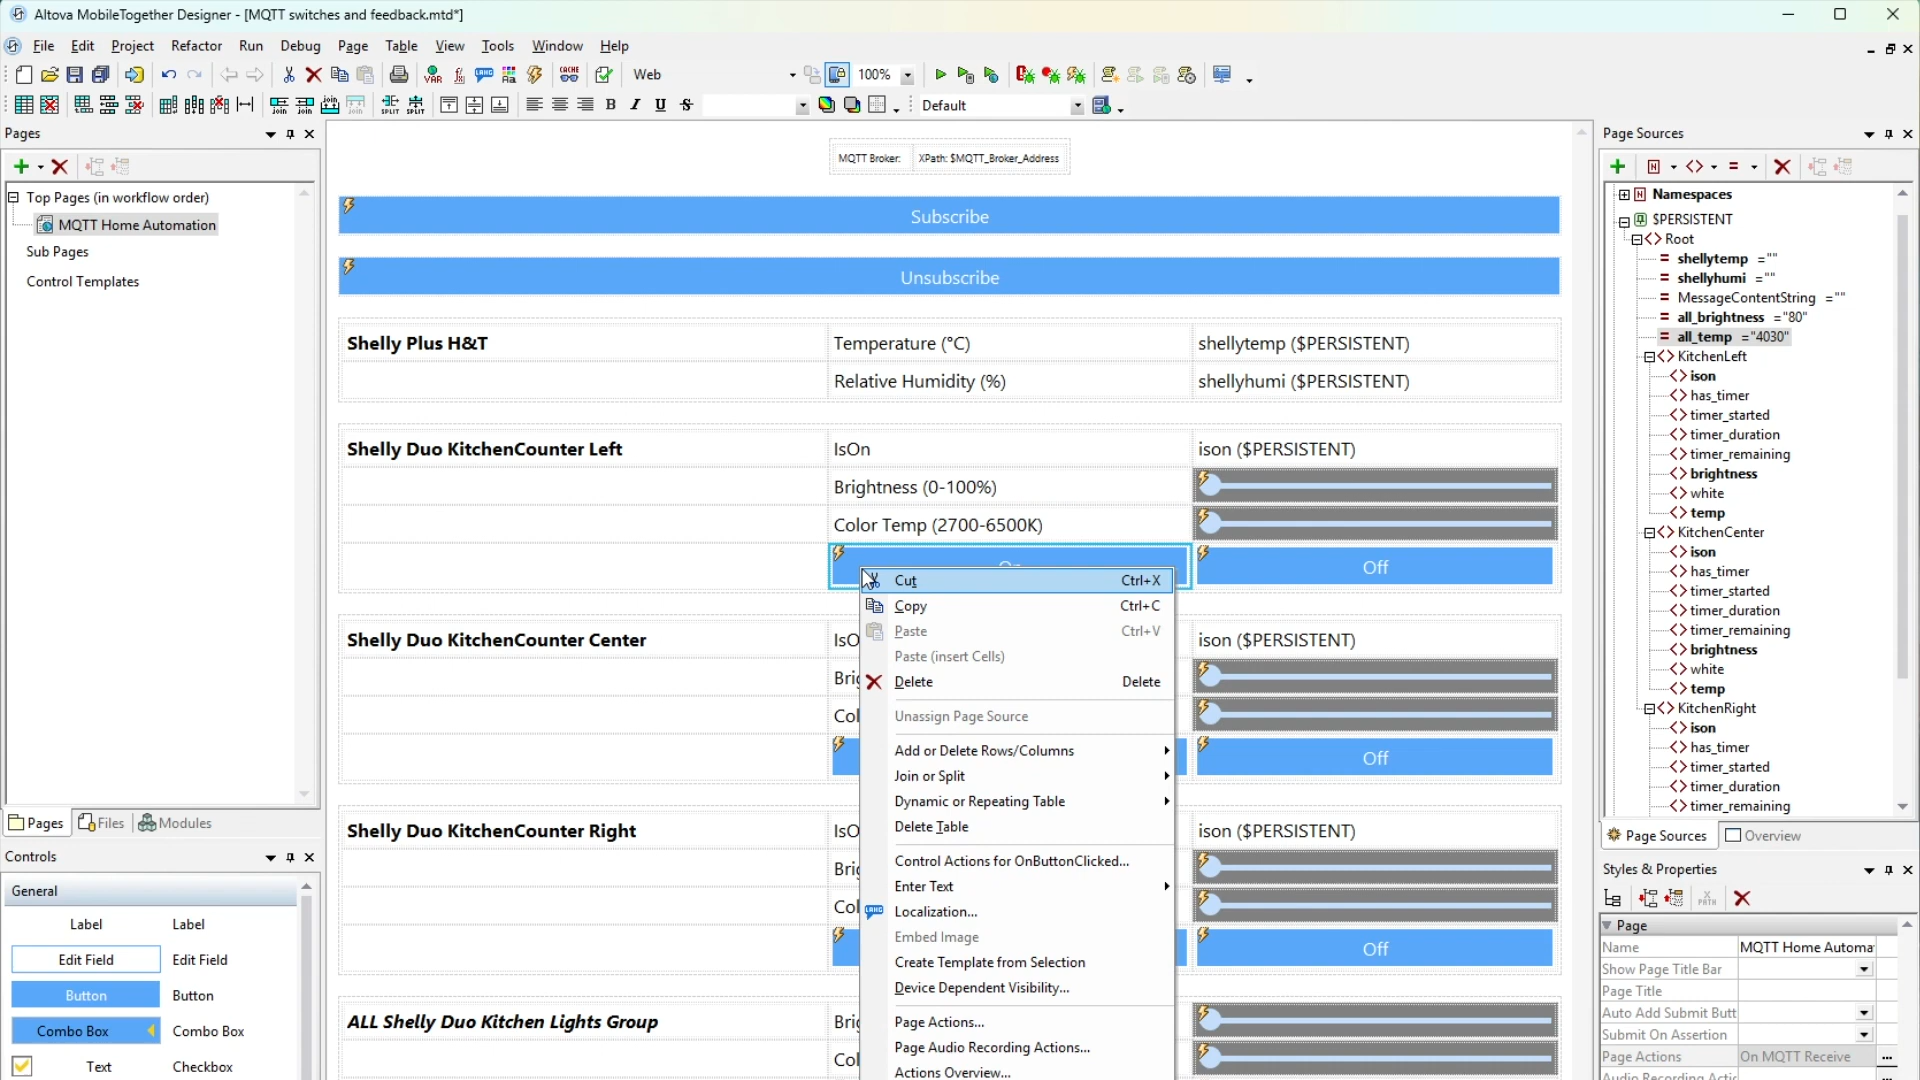 Altova MobileTogether Designer - [MQTT switches and feedback.mtd*]
File Edit Project Refactor Run Debug Page Table View Tools Window Help
Web 100%
Default
Pages
Top Pages (in workflow order)
MQTT Home Automation
Sub Pages
Control Templates
Pages Files Modules
Controls
General
Label Label
Edit Field Edit Field
Button Button
Combo Box Combo Box
Text Checkbox
MQTT Broker: XPath: $MQTT_Broker_Address
Subscribe
Unsubscribe
Shelly Plus H&T Temperature (°C) shellytemp ($PERSISTENT)
Relative Humidity (%) shellyhumi ($PERSISTENT)
Shelly Duo KitchenCounter Left IsOn ison ($PERSISTENT)
Brightness (0-100%)
Color Temp (2700-6500K)
Off
Shelly Duo KitchenCounter Center IsO ison ($PERSISTENT)
Brig
Col
Off
Shelly Duo KitchenCounter Right IsO ison ($PERSISTENT)
Brig
Col
Off
ALL Shelly Duo Kitchen Lights Group Brig
Col
Cut Ctrl+X
Copy Ctrl+C
Paste Ctrl+V
Paste (insert Cells)
Delete Delete
Unassign Page Source
Add or Delete Rows/Columns
Join or Split
Dynamic or Repeating Table
Delete Table
Control Actions for OnButtonClicked...
Enter Text
Localization...
Embed Image
Create Template from Selection
Device Dependent Visibility...
Page Actions...
Page Audio Recording Actions...
Actions Overview...
Page Sources
Namespaces
$PERSISTENT
Root
shellytemp =""
shellyhumi =""
MessageContentString =""
all_brightness ="80"
all_temp ="4030"
KitchenLeft
ison
has_timer
timer_started
timer_duration
timer_remaining
brightness
white
temp
KitchenCenter
ison
has_timer
timer_started
timer_duration
timer_remaining
brightness
white
temp
KitchenRight
ison
has_timer
timer_started
timer_duration
timer_remaining
Page Sources Overview
Styles & Properties
Page
Name MQTT Home Automa
Show Page Title Bar
Page Title
Auto Add Submit Butt
Submit On Assertion
Page Actions On MQTT Receive ...